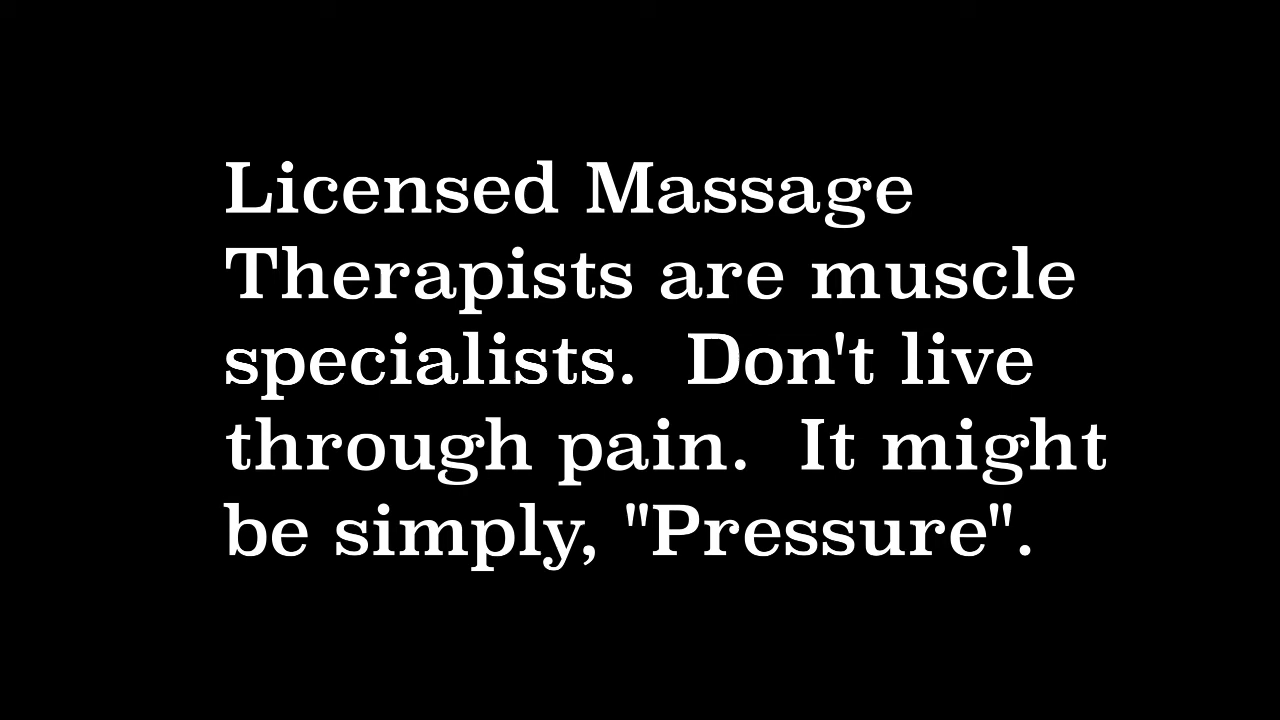 Licensed Massage
Therapists are muscle
specialists.  Don't live
through pain.  It might
be simply, "Pressure".